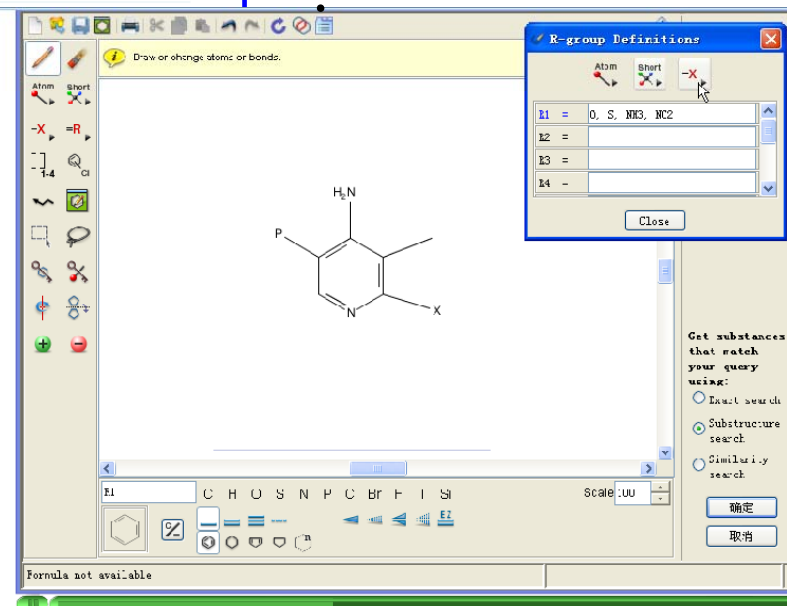 R-group Definitions
Draw or change atoms or bonds.
Atom Short
Atom Short -X
-X =R
R1 = O, S, NH3, NC2
R2 =
R3 =
R4 -
Close
1-4
Cl
H₂N
P
N
X
Get substances
that match
your query
using:
Exact search
Substructure
search
Similarity
search
R1
C H O S N P C Br F I Si
Scale 100
EZ
n
确定
取消
Formula not available